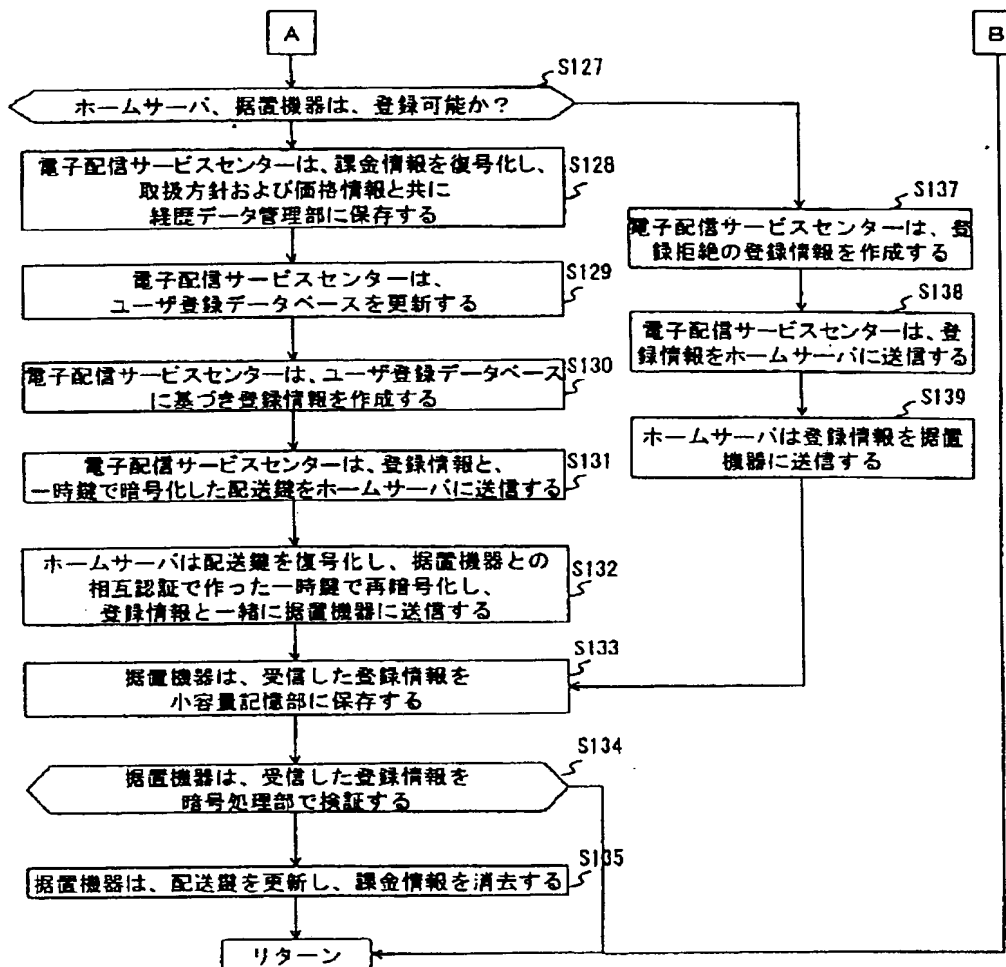 A
B
S127
ホームサーバ、据置機器は、登録可能か?
電子配信サービスセンターは、課金情報を復号化し、
取扱方針および価格情報と共に
経歴データ管理部に保存する
S128
電子配信サービスセンターは、
ユーザ登録データベースを更新する
S129
電子配信サービスセンターは、ユーザ登録データベース
に基づき登録情報を作成する
S130
電子配信サービスセンターは、登録情報と、
一時鍵で暗号化した配送鍵をホームサーバに送信する
S131
ホームサーバは配送鍵を復号化し、据置機器との
相互認証で作った一時鍵で再暗号化し、
登録情報と一緒に据置機器に送信する
S132
据置機器は、受信した登録情報を
小容量記憶部に保存する
S133
据置機器は、受信した登録情報を
暗号処理部で検証する
S134
据置機器は、配送鍵を更新し、課金情報を消去する
S135
リターン
S137
電子配信サービスセンターは、登
録拒絶の登録情報を作成する
S138
電子配信サービスセンターは、登
録情報をホームサーバに送信する
S139
ホームサーバは登録情報を据置
機器に送信する